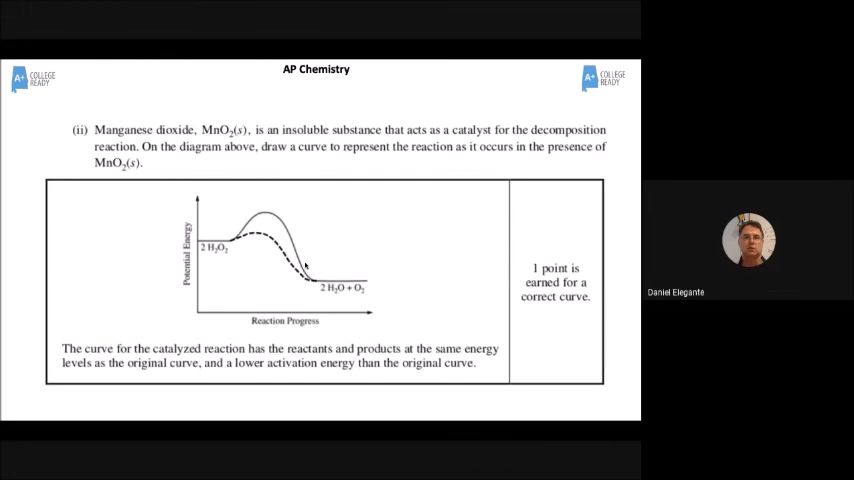 AP Chemistry
A+ COLLEGE
READY
A+ COLLEGE
READY
(ii) Manganese dioxide, MnO₂(s), is an insoluble substance that acts as a catalyst for the decomposition
reaction. On the diagram above, draw a curve to represent the reaction as it occurs in the presence of
MnO₂(s).
Potential Energy
2 H₂O₂
2 H₂O + O₂
Reaction Progress
The curve for the catalyzed reaction has the reactants and products at the same energy
levels as the original curve, and a lower activation energy than the original curve.
1 point is
earned for a
correct curve.
Daniel Elegante